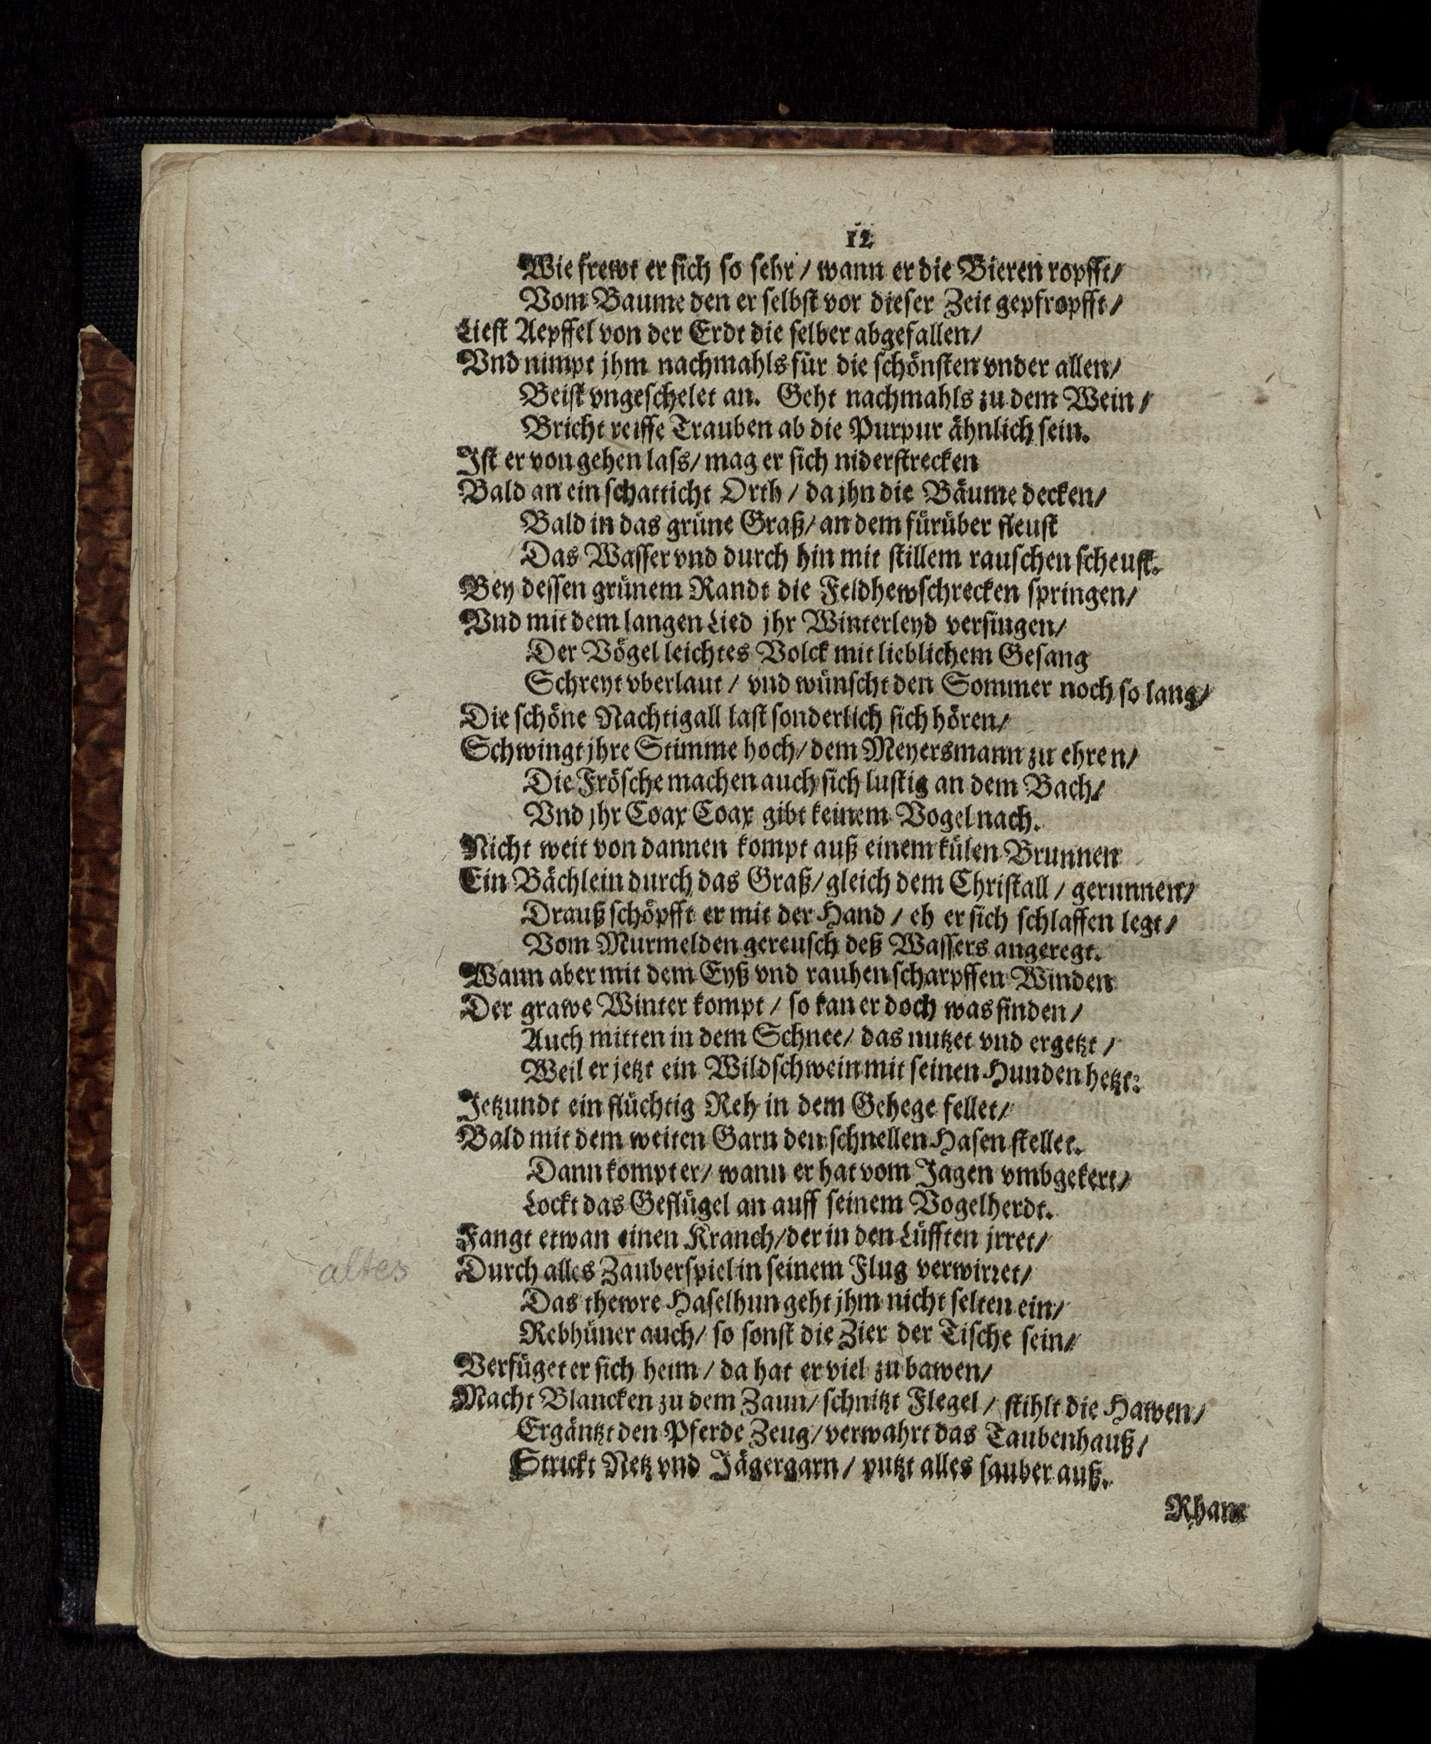 12
Wie frewt er sich so sehr / wann er die Bieren ropfft /
Vom Baume den er selbst vor dieser Zeit gepfropfft /
Liest Aepffel von der Erdt die selber abgefallen /
Vnd nimpt jhm nachmahls für die schönsten vnder allen /
Beist vngeschelet an. Geht nachmahls zu dem Wein /
Bricht reiffe Trauben ab die Purpur ähnlich sein.
Ist er von gehen lass / mag er sich niderstrecken
Bald an ein schatticht Orth / da jhn die Bäume decken /
Bald in das grüne Graß / an dem fürüber fleust
Das Wasser vnd durch hin mit stillem rauschen scheust.
Bey dessen grünem Randt die Feldhewschrecken springen /
Vnd mit dem langen Lied jhr Winterleyd versingen /
Der Vögel leichtes Volck mit lieblichem Gesang
Schreyt vberlaut / vnd wünscht den Sommer noch so lang /
Die schöne Nachtigall last sonderlich sich hören /
Schwingt jhre Stimme hoch / dem Meyersmann zu ehren /
Die Frösche machen auch sich lustig an dem Bach /
Vnd jhr Coax Coax gibt keinem Vogel nach.
Nicht weit von dannen kompt auß einem külen Brunnen
Ein Bächlein durch das Graß / gleich dem Christall / gerunnen /
Drauß schöpfft er mit der Hand / eh er sich schlaffen legt /
Vom Murmelden gereusch deß Wassers angeregt.
Wann aber mit dem Eyß vnd rauhen scharpffen Winden
Der grawe Winter kompt / so kan er doch was finden /
Auch mitten in dem Schnee / das nutzet vnd ergetzt /
Weil er jetzt ein Wildschwein mit seinen Hunden hetzt:
Jetzundt ein flüchtig Reh in dem Gehege fellet /
Bald mit dem weiten Garn den schnellen Hasen stellet.
Dann kompt er / wann er hat vom Jagen vmbgekert /
Lockt das Geflügel an auff seinem Vogelherdt.
Fangt etwan einen Kranch / der in den Lüfften jrret /
altes Durch alles Zauberspiel in seinem Flug verwirret /
Das thewre Haselhun geht jhm nicht selten ein /
Rebhüner auch / so sonst die Zier der Tische sein /
Verfüget er sich heim / da hat er viel zu bawen /
Macht Blancken zu dem Zaun / schnitzt Flegel / stihlt die Hawen /
Ergäntzt den Pferde Zeug / verwahrt das Taubenhauß /
Strickt Netz vnd Jägergarn / putzt alles sauber auß.
Rham